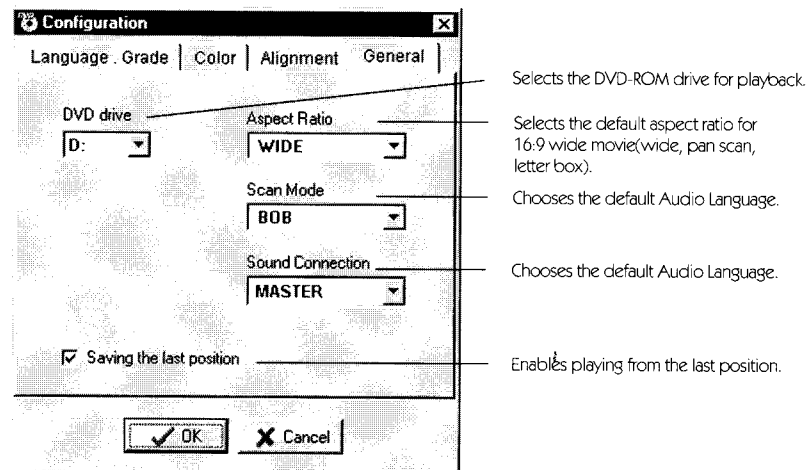 Configuration
Language . Grade | Color | Alignment General
DVD drive
D:
Aspect Ratio
WIDE
Scan Mode
BOB
Sound Connection
MASTER
Saving the last position
OK
Cancel
Selects the DVD-ROM drive for playback.
Selects the default aspect ratio for
16:9 wide movie(wide, pan scan,
letter box).
Chooses the default Audio Language.
Chooses the default Audio Language.
Enables playing from the last position.